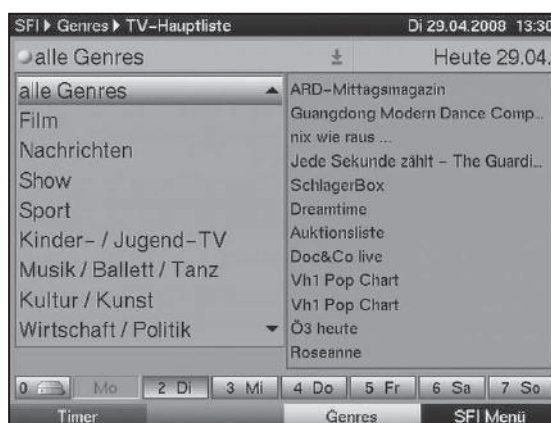 SFI Genres TV-Hauptliste Di 29.04.2008 13:30
alle Genres Heute 29.04.
alle Genres
Film
Nachrichten
Show
Sport
Kinder- / Jugend-TV
Musik / Ballett / Tanz
Kultur / Kunst
Wirtschaft / Politik
ARD-Mittagsmagazin
Guangdong Modern Dance Comp...
nix wie raus ...
Jede Sekunde zählt - The Guardi...
SchlagerBox
Dreamtime
Auktionsliste
Doc&Co live
Vh1 Pop Chart
Vh1 Pop Chart
Ö3 heute
Roseanne
0 Mo 2 Di 3 Mi 4 Do 5 Fr 6 Sa 7 So
Timer Genres SFI Menü